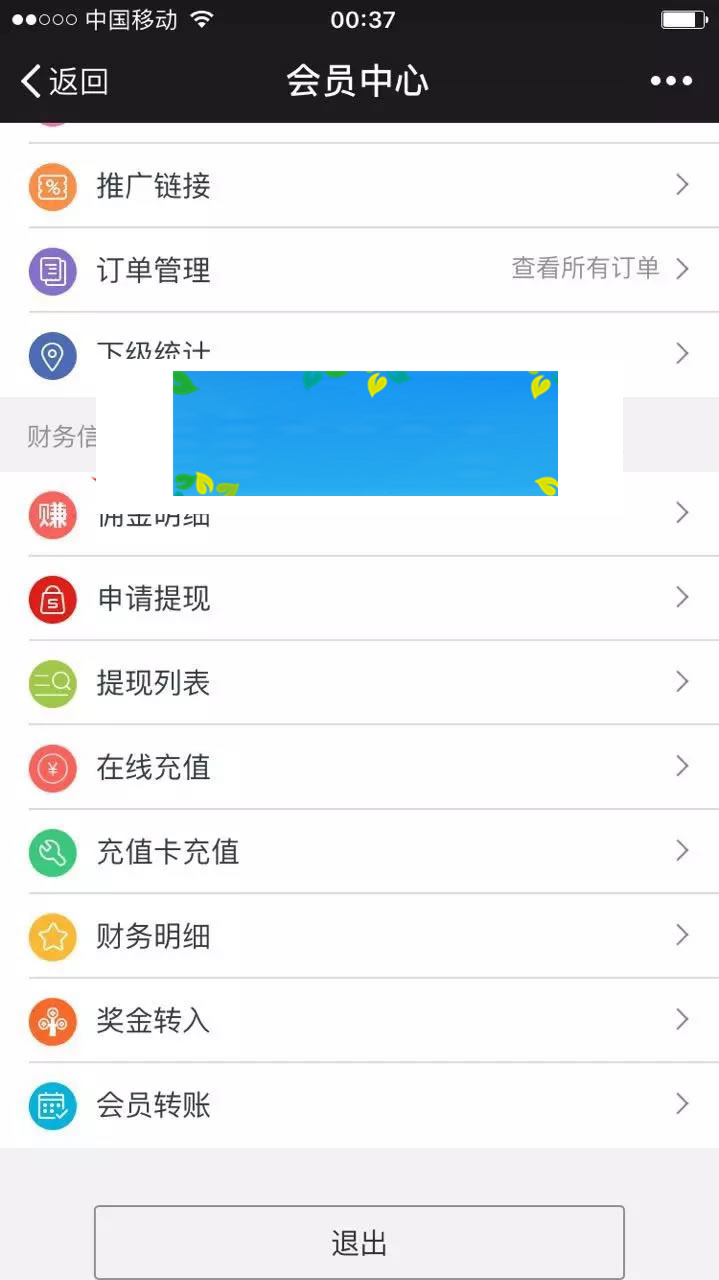 中国移动 00:37
返回 会员中心
推广链接
订单管理 查看所有订单
下级统计
财务信
赚 佣金明细
申请提现
提现列表
在线充值
充值卡充值
财务明细
奖金转入
会员转账
退出